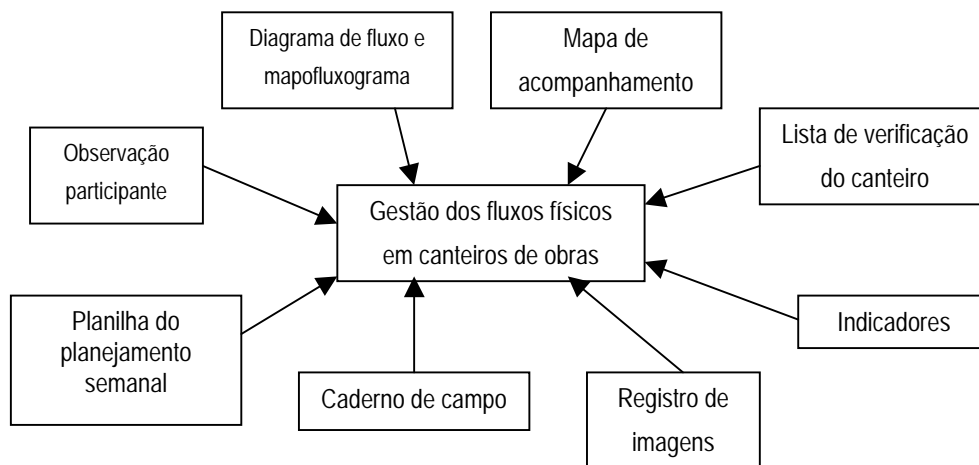 Diagrama de fluxo e
mapofluxograma
Mapa de
acompanhamento
Observação
participante
Lista de verificação
do canteiro
Gestão dos fluxos físicos
em canteiros de obras
Planilha do
planejamento
semanal
Indicadores
Caderno de campo
Registro de
imagens